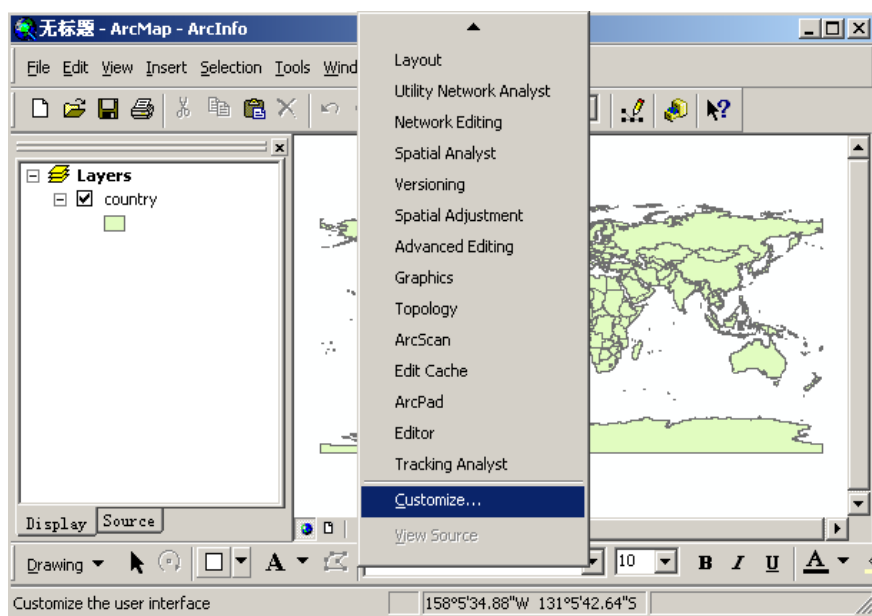 无标题 - ArcMap - ArcInfo
File Edit View Insert Selection Tools Wind
Layout
Utility Network Analyst
Network Editing
Spatial Analyst
Versioning
Spatial Adjustment
Advanced Editing
Graphics
Topology
ArcScan
Edit Cache
ArcPad
Editor
Tracking Analyst
Customize...
View Source
Layers
country
Display Source
Drawing A 10 B I U A
Customize the user interface 158°5'34.88"W 131°5'42.64"S